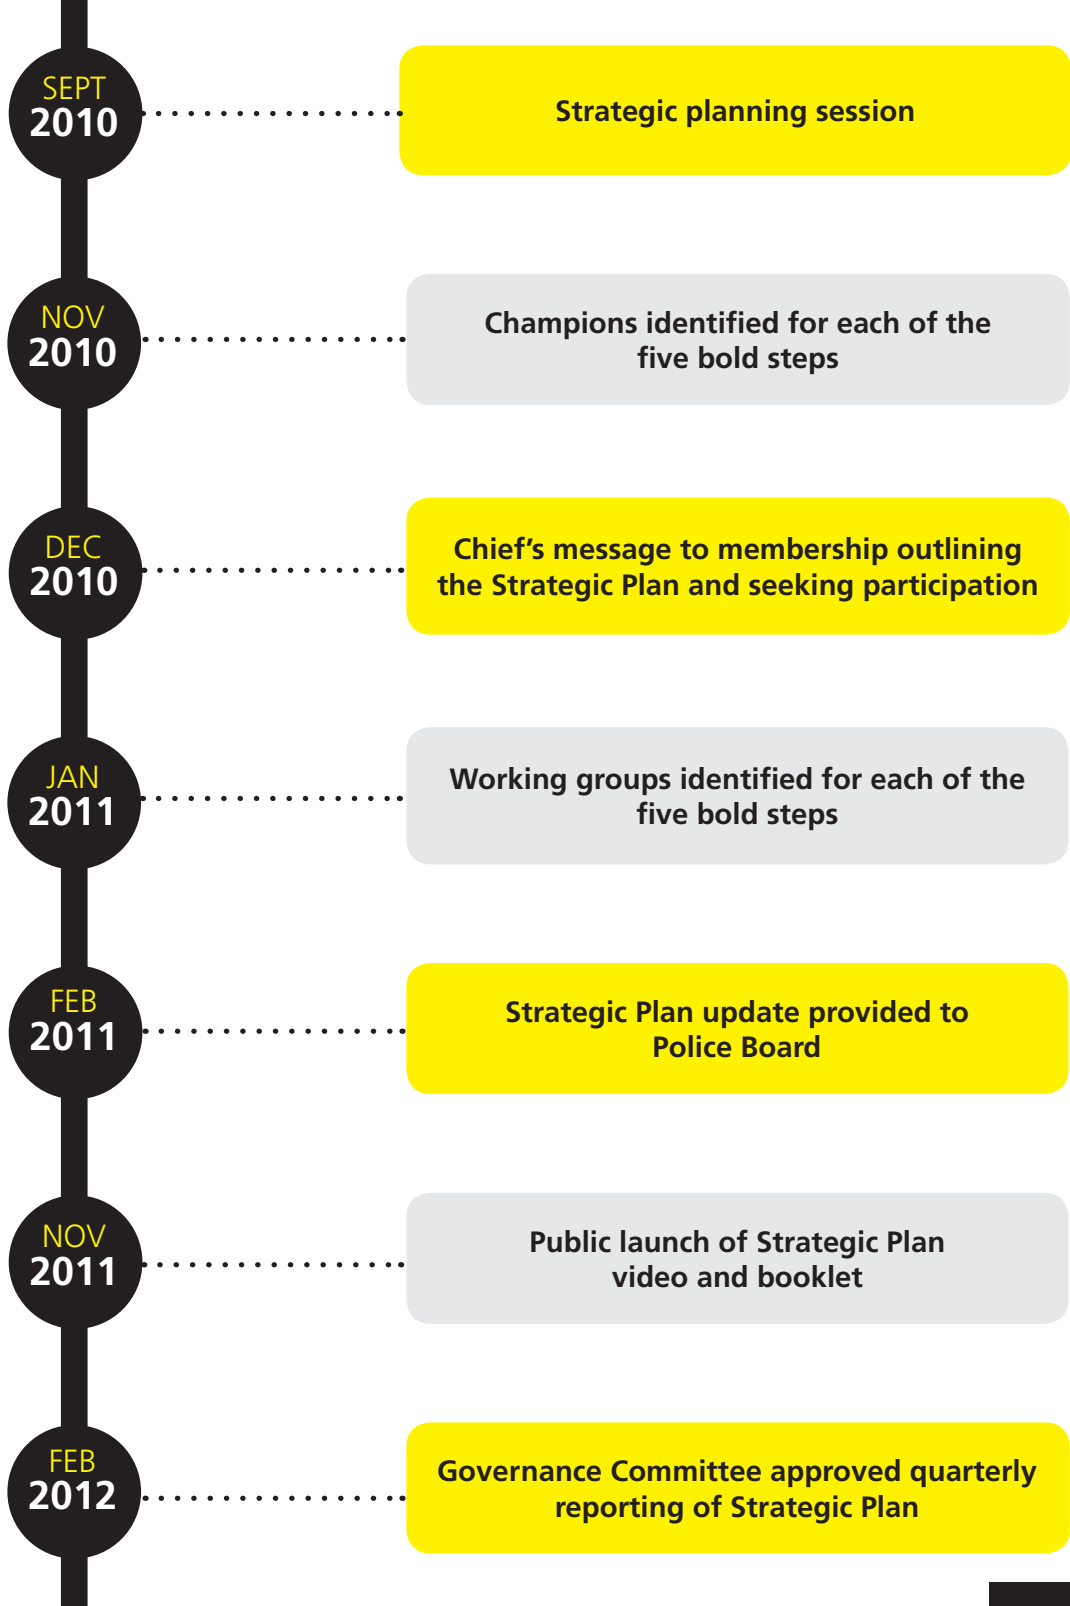 SEPT
2010
Strategic planning session
NOV
2010
Champions identified for each of the
five bold steps
DEC
2010
Chief’s message to membership outlining
the Strategic Plan and seeking participation
JAN
2011
Working groups identified for each of the
five bold steps
FEB
2011
Strategic Plan update provided to
Police Board
NOV
2011
Public launch of Strategic Plan
video and booklet
FEB
2012
Governance Committee approved quarterly
reporting of Strategic Plan